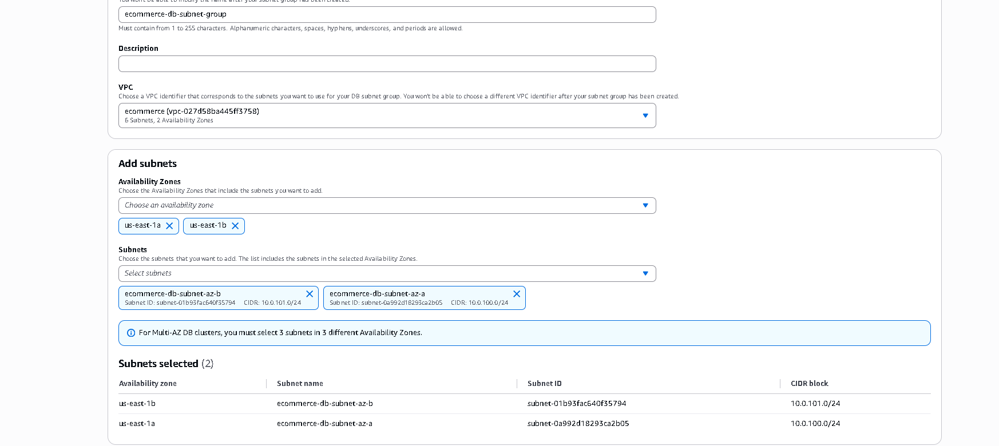 You won't be able to modify the name after your subnet group has been created.
ecommerce-db-subnet-group
Must contain from 1 to 255 characters. Alphanumeric characters, spaces, hyphens, underscores, and periods are allowed.
Description
VPC
Choose a VPC identifier that corresponds to the subnets you want to use for your DB subnet group. You won't be able to choose a different VPC identifier after your subnet group has been created.
ecommerce (vpc-027d58ba445ff3758)
6 Subnets, 2 Availability Zones
Add subnets
Availability Zones
Choose the Availability Zones that include the subnets you want to add.
Choose an availability zone
us-east-1a us-east-1b
Subnets
Choose the subnets that you want to add. The list includes the subnets in the selected Availability Zones.
Select subnets
ecommerce-db-subnet-az-b ecommerce-db-subnet-az-a
Subnet ID: subnet-01b93fac640f35794 CIDR: 10.0.101.0/24 Subnet ID: subnet-0a992d18293ca2b05 CIDR: 10.0.100.0/24
For Multi-AZ DB clusters, you must select 3 subnets in 3 different Availability Zones.
Subnets selected (2)
Availability zone Subnet name Subnet ID CIDR block
us-east-1b ecommerce-db-subnet-az-b subnet-01b93fac640f35794 10.0.101.0/24
us-east-1a ecommerce-db-subnet-az-a subnet-0a992d18293ca2b05 10.0.100.0/24